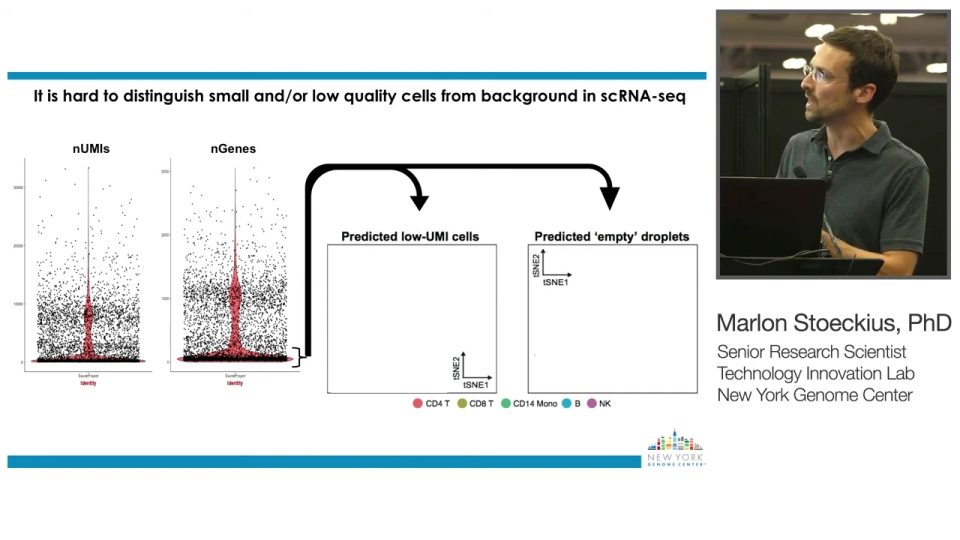 It is hard to distinguish small and/or low quality cells from background in scRNA-seq
nUMIs
nGenes
Identity
Identity
Predicted low-UMI cells
Predicted ‘empty’ droplets
tSNE2
tSNE1
tSNE2
tSNE1
CD4 T
CD8 T
CD14 Mono
B
NK
NEW YORK
GENOME CENTER
Marlon Stoeckius, PhD
Senior Research Scientist
Technology Innovation Lab
New York Genome Center